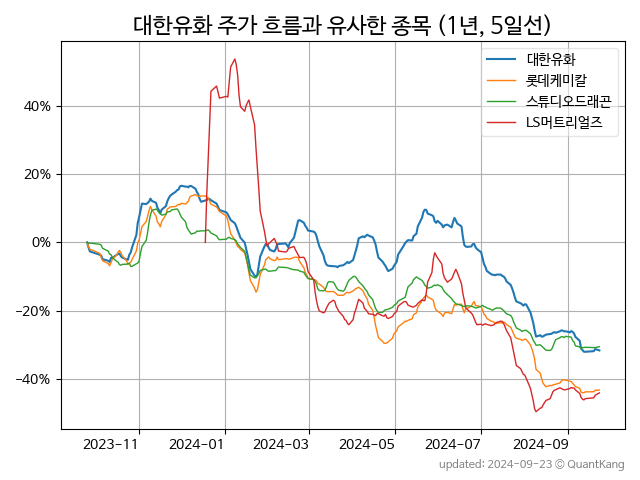 대한유화 주가 흐름과 유사한 종목 (1년, 5일선)
대한유화
롯데케미칼
스튜디오드래곤
LS머트리얼즈
40%
20%
0%
−20%
−40%
2023-11 2024-01 2024-03 2024-05 2024-07 2024-09
updated: 2024-09-23 © QuantKang